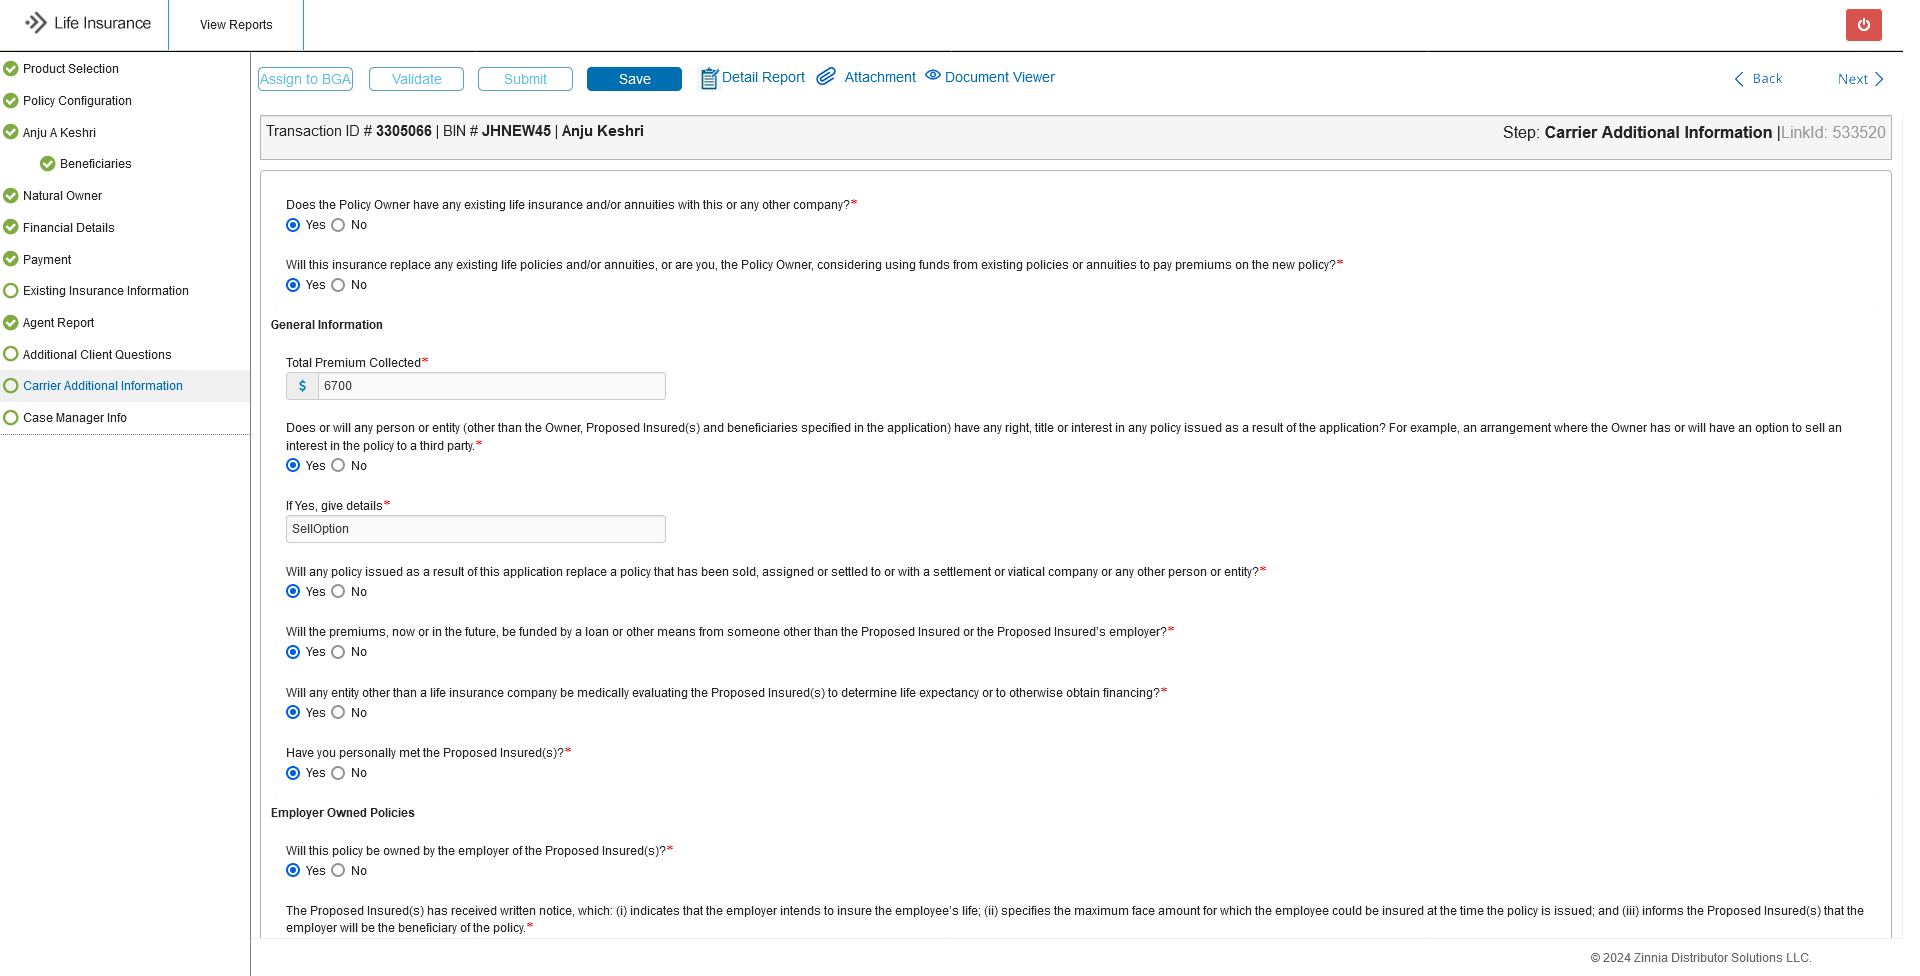 Life Insurance
View Reports
Product Selection
Policy Configuration
Anju A Keshri
Beneficiaries
Natural Owner
Financial Details
Payment
Existing Insurance Information
Agent Report
Additional Client Questions
Carrier Additional Information
Case Manager Info
Assign to BGA
Validate
Submit
Save
Detail Report
Attachment
Document Viewer
Back
Next
Transaction ID # 3305066 | BIN # JHNEW45 | Anju Keshri
Step: Carrier Additional Information |LinkId: 533520
Does the Policy Owner have any existing life insurance and/or annuities with this or any other company?*
Yes No
Will this insurance replace any existing life policies and/or annuities, or are you, the Policy Owner, considering using funds from existing policies or annuities to pay premiums on the new policy?*
Yes No
General Information
Total Premium Collected*
$ 6700
Does or will any person or entity (other than the Owner, Proposed Insured(s) and beneficiaries specified in the application) have any right, title or interest in any policy issued as a result of the application? For example, an arrangement where the Owner has or will have an option to sell an
interest in the policy to a third party.*
Yes No
If Yes, give details*
SellOption
Will any policy issued as a result of this application replace a policy that has been sold, assigned or settled to or with a settlement or viatical company or any other person or entity?*
Yes No
Will the premiums, now or in the future, be funded by a loan or other means from someone other than the Proposed Insured or the Proposed Insured's employer?*
Yes No
Will any entity other than a life insurance company be medically evaluating the Proposed Insured(s) to determine life expectancy or to otherwise obtain financing?*
Yes No
Have you personally met the Proposed Insured(s)?*
Yes No
Employer Owned Policies
Will this policy be owned by the employer of the Proposed Insured(s)?*
Yes No
The Proposed Insured(s) has received written notice, which: (i) indicates that the employer intends to insure the employee's life; (ii) specifies the maximum face amount for which the employee could be insured at the time the policy is issued; and (iii) informs the Proposed Insured(s) that the
employer will be the beneficiary of the policy.*
© 2024 Zinnia Distributor Solutions LLC.